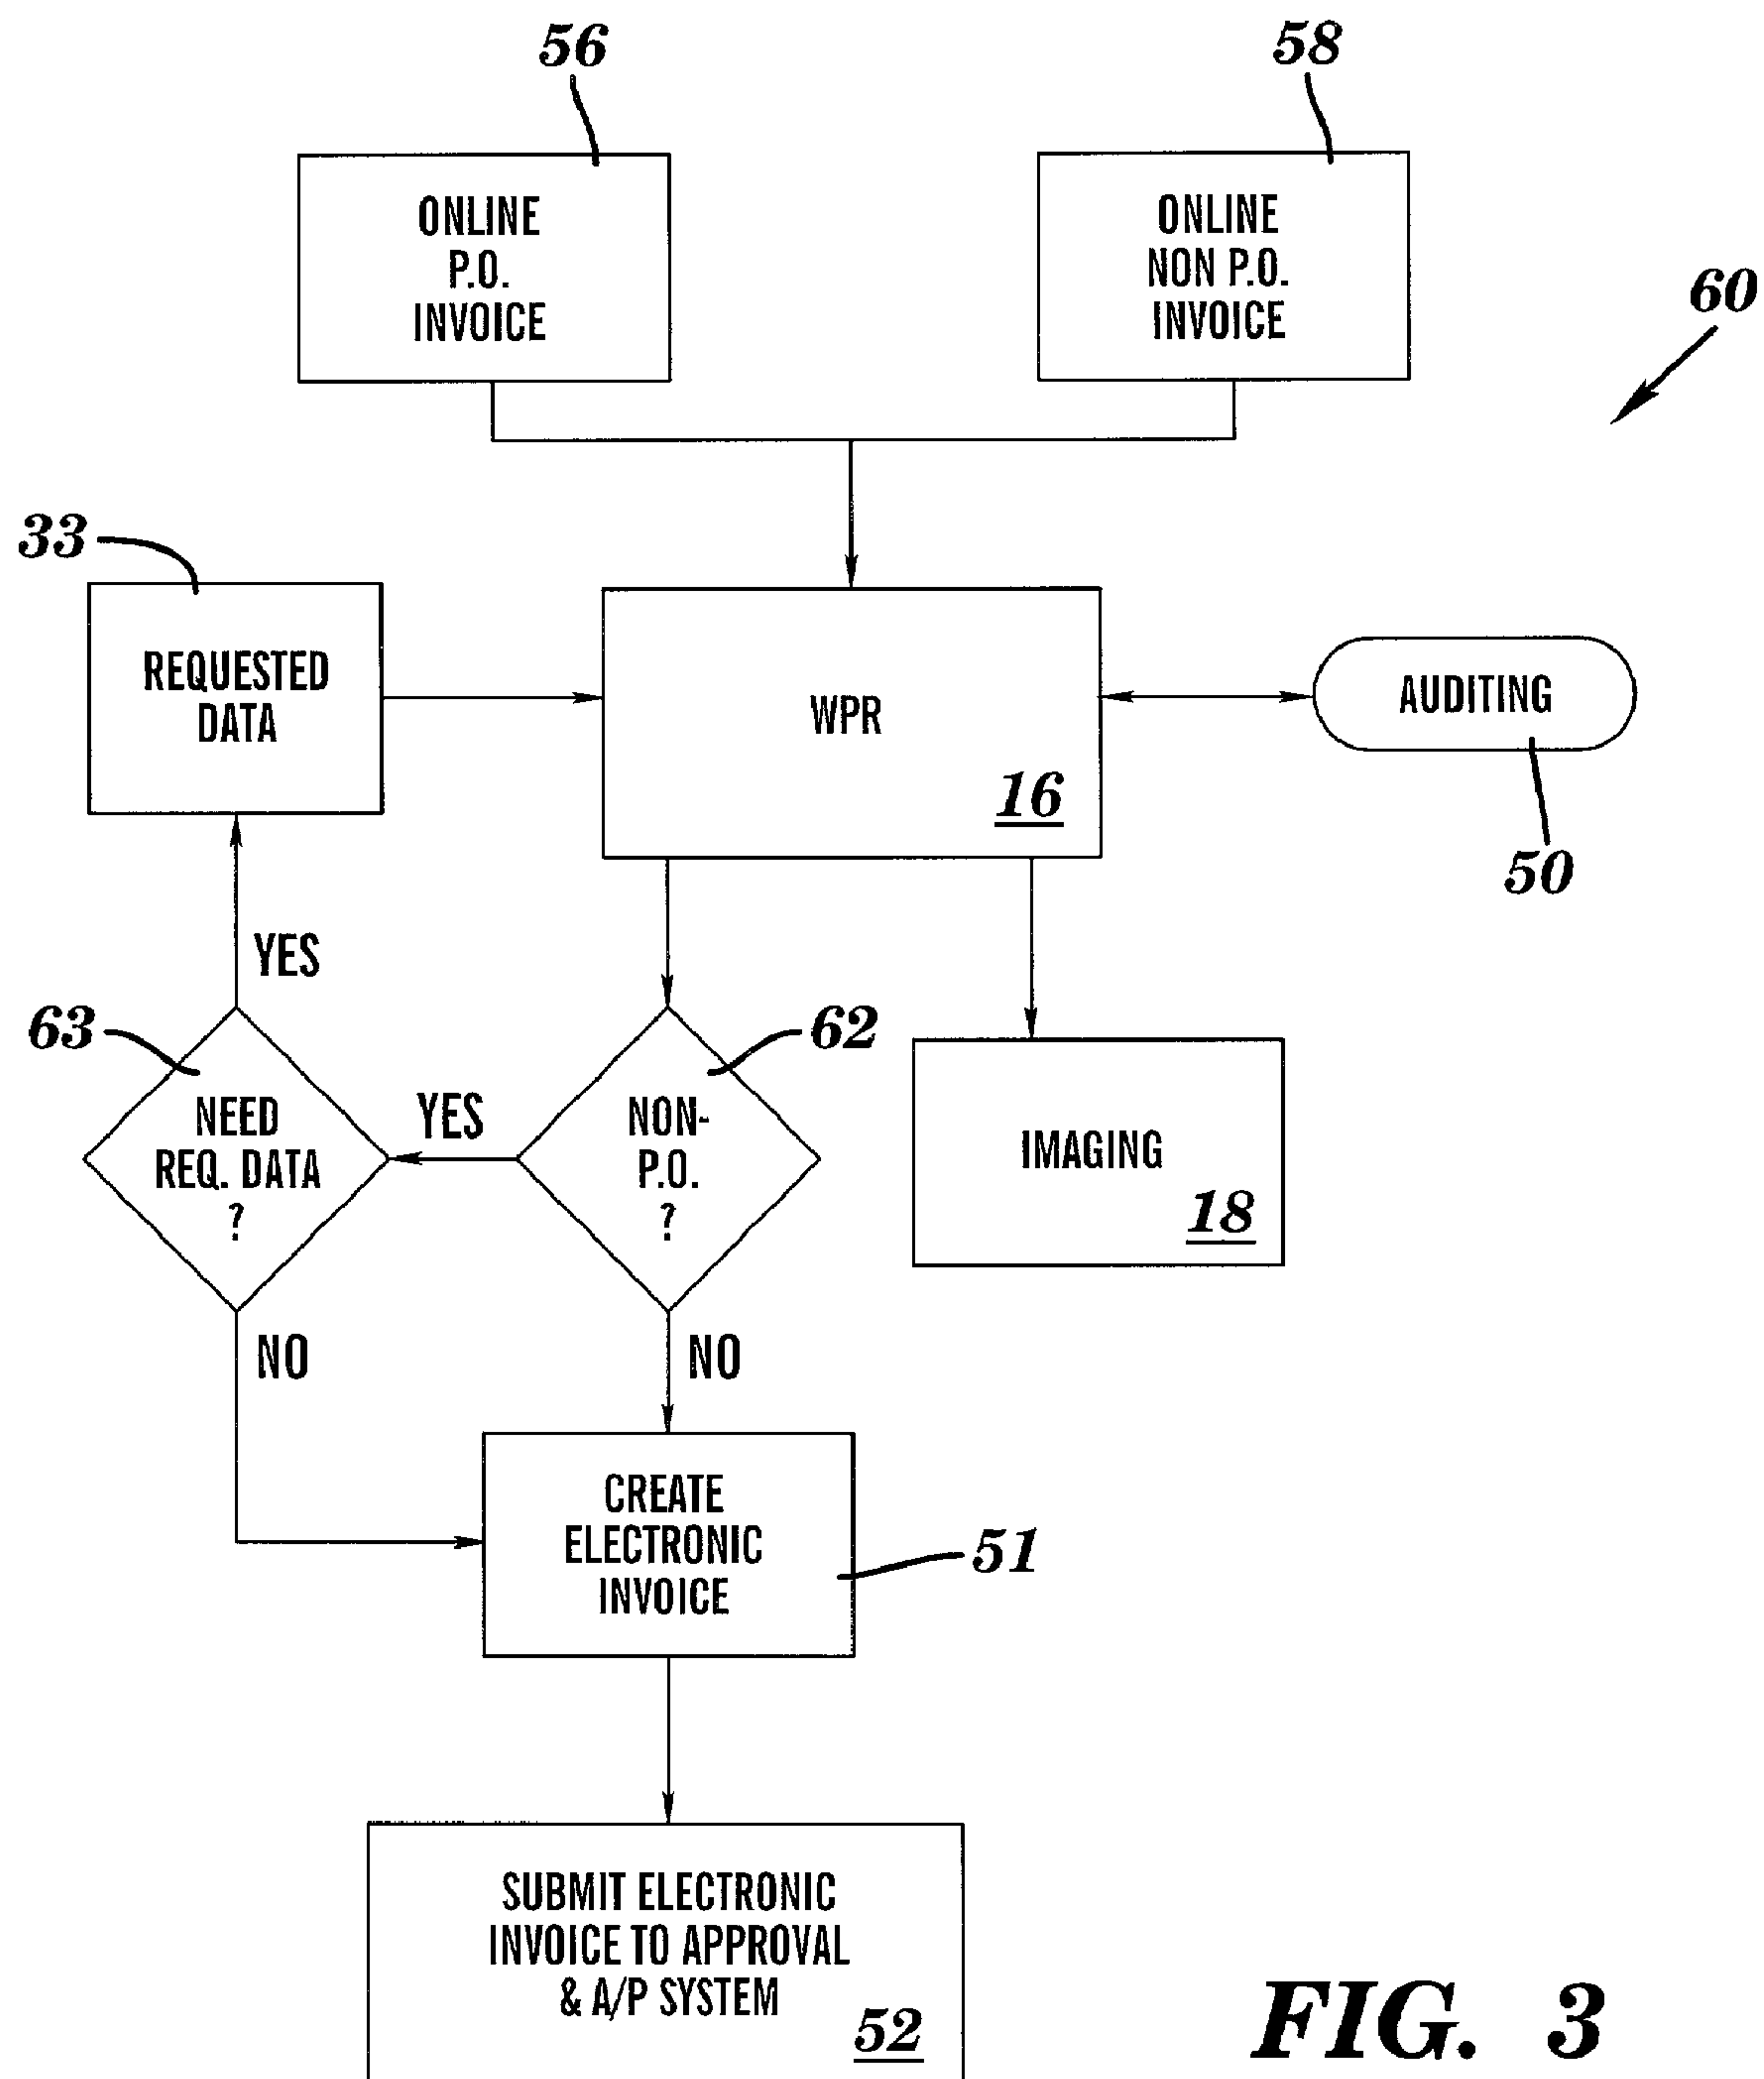 56
58
ONLINE
P.O.
INVOICE
ONLINE
NON P.O.
INVOICE
60
33
REQUESTED
DATA
WPR
16
AUDITING
50
YES
63
62
NEED
REQ. DATA
?
YES
NON-
P.O.
?
IMAGING
18
NO
NO
CREATE
ELECTRONIC
INVOICE
51
SUBMIT ELECTRONIC
INVOICE TO APPROVAL
& A/P SYSTEM
52
FIG. 3